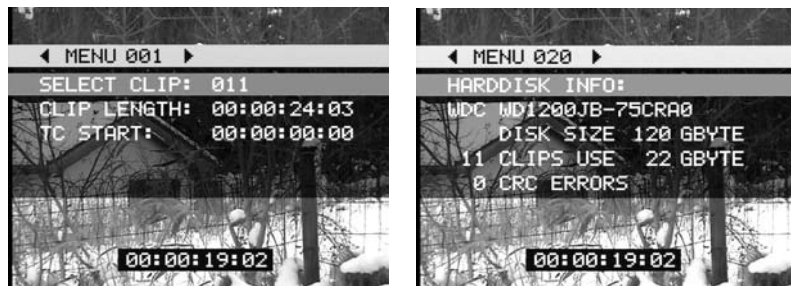 ◀ MENU 001 ▶
SELECT CLIP: 011
CLIP LENGTH: 00:00:24:03
TC START: 00:00:00:00
00:00:19:02
◀ MENU 020 ▶
HARDDISK INFO:
WDC WD1200JB-75CRA0
DISK SIZE 120 GBYTE
11 CLIPS USE 22 GBYTE
0 CRC ERRORS
00:00:19:02